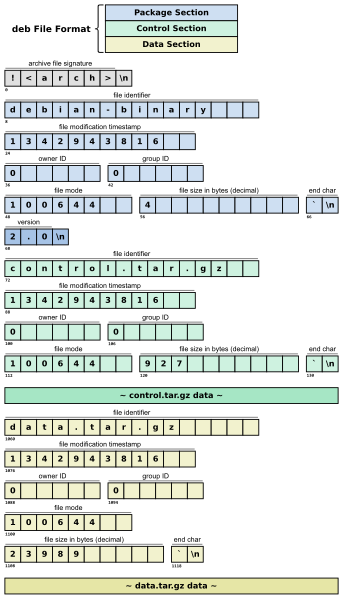 Package Section
deb File Format
Control Section
Data Section
archive file signature
! < a r c h > \n
0
file identifier
d e b i a n - b i n a r y
8
file modification timestamp
1 3 4 2 9 4 3 8 1 6
24
owner ID group ID
0 0
36 42
file mode file size in bytes (decimal) end char
1 0 0 6 4 4 4 ` \n
48 56 66
version
2 . 0 \n
68
file identifier
c o n t r o l . t a r . g z
72
file modification timestamp
1 3 4 2 9 4 3 8 1 6
88
owner ID group ID
0 0
100 106
file mode file size in bytes (decimal) end char
1 0 0 6 4 4 9 2 7 ` \n
112 120 130
~ control.tar.gz data ~
file identifier
d a t a . t a r . g z
1060
file modification timestamp
1 3 4 2 9 4 3 8 1 6
1076
owner ID group ID
0 0
1088 1094
file mode
1 0 0 6 4 4
1100
file size in bytes (decimal) end char
2 3 9 8 9 ` \n
1108 1118
~ data.tar.gz data ~